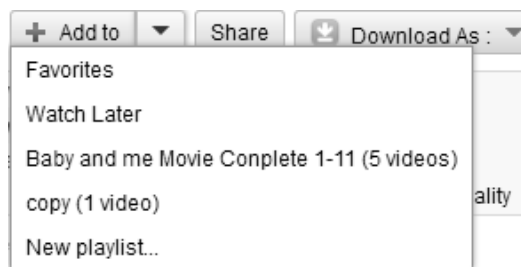 Add to Share Download As :
Favorites
Watch Later
Baby and me Movie Conplete 1-11 (5 videos)
copy (1 video)
ality
New playlist...